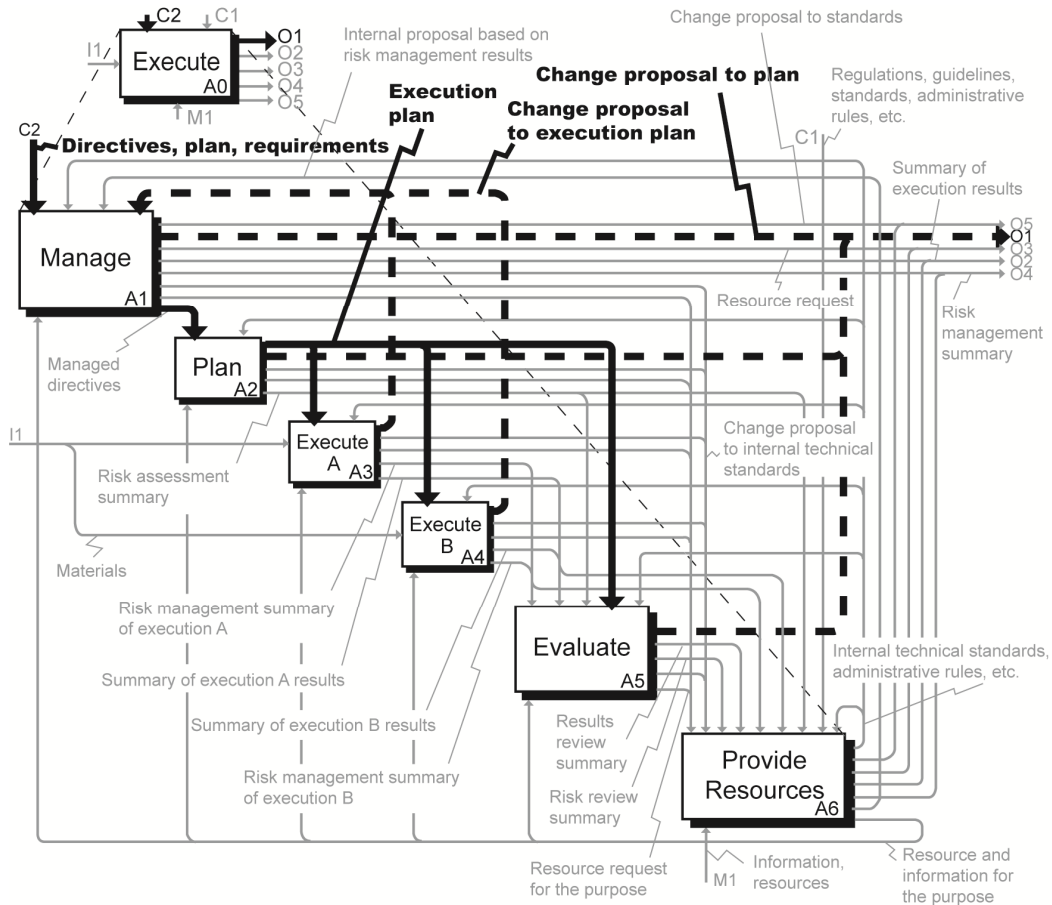 C2
C1
I1
Execute
A0
M1
O1
O2
O3
O4
O5
Internal proposal based on
risk management results
Change proposal to standards
Change proposal to plan
Regulations, guidelines,
standards, administrative
rules, etc.
Execution
plan
Change proposal
to execution plan
C2
Directives, plan, requirements
C1
Summary of
execution results
Manage
A1
O5
O1
O3
O2
O4
Resource request
Risk
management
summary
Managed
directives
Plan
A2
I1
Execute
A
A3
Change proposal
to internal technical
standards
Risk assessment
summary
Execute
B
A4
Materials
Risk management summary
of execution A
Evaluate
A5
Internal technical standards,
administrative rules, etc.
Summary of execution A results
Summary of execution B results
Results
review
summary
Risk management summary
of execution B
Provide
Resources
A6
Risk review
summary
Resource request
for the purpose
M1
Information,
resources
Resource and
information for
the purpose